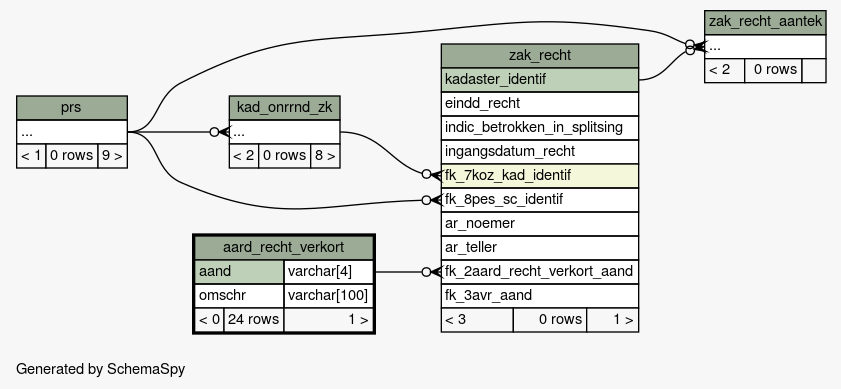 zak_recht_aantek
...
< 2 0 rows
zak_recht
kadaster_identif
eindd_recht
indic_betrokken_in_splitsing
ingangsdatum_recht
fk_7koz_kad_identif
fk_8pes_sc_identif
ar_noemer
ar_teller
fk_2aard_recht_verkort_aand
fk_3avr_aand
< 3 0 rows 1 >
prs
...
< 1 0 rows 9 >
kad_onrrnd_zk
...
< 2 0 rows 8 >
aard_recht_verkort
aand varchar[4]
omschr varchar[100]
< 0 24 rows 1 >
Generated by SchemaSpy